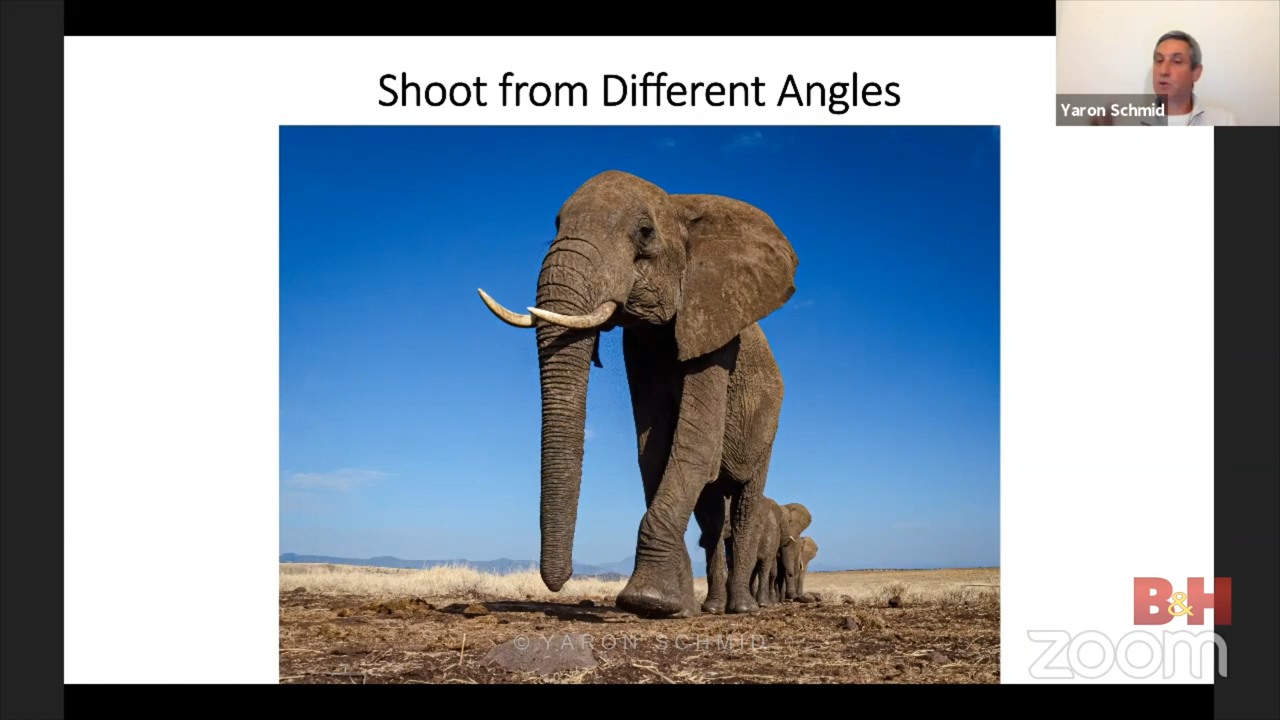 Shoot from Different Angles
Yaron Schmid
B&H
zoom
© YARON SCHMID